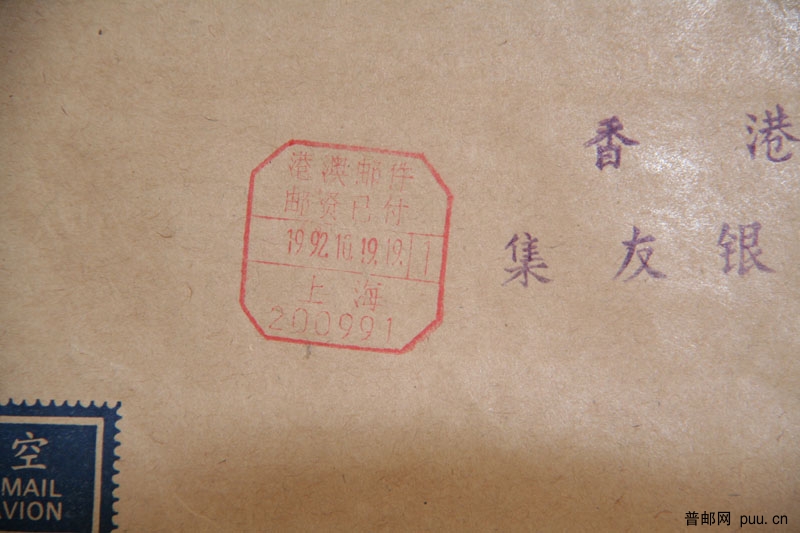 香港
集友银
港澳邮件
邮资已付
1992.10.19.19. 1
上海
200991
空
MAIL
AVION
普邮网 puu.cn